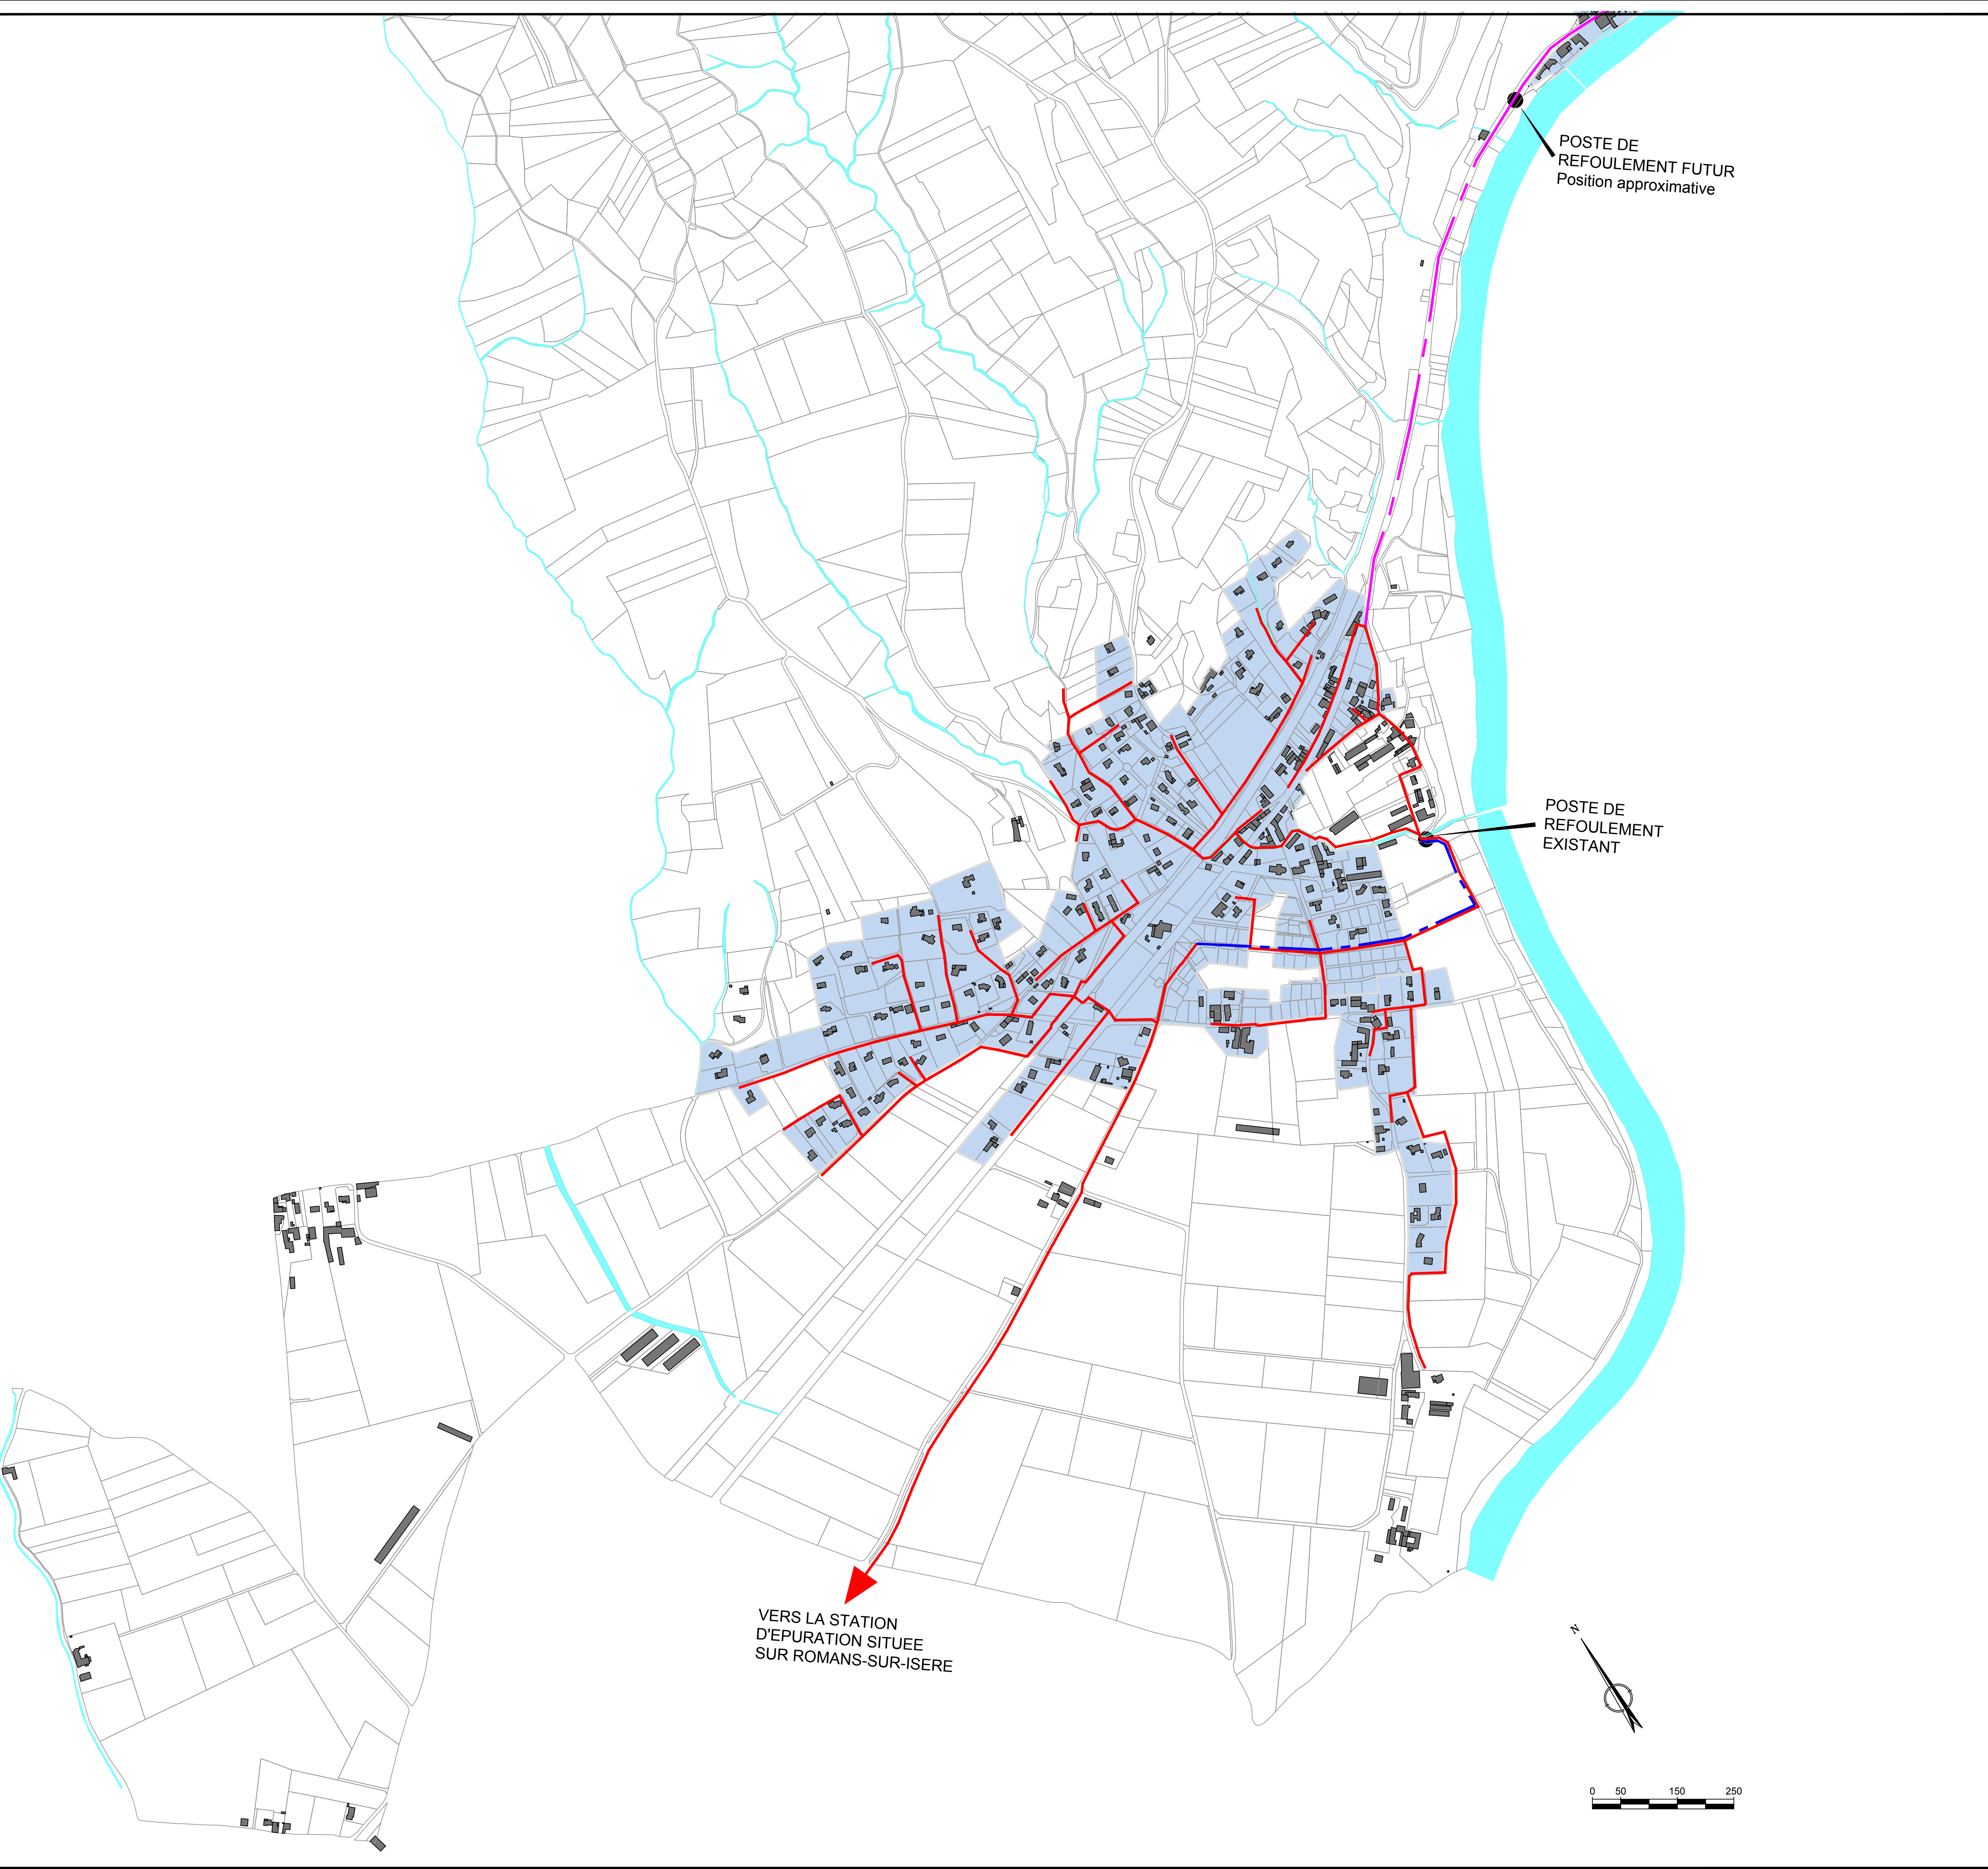 POSTE DE
REFOULEMENT FUTUR
Position approximative
POSTE DE
REFOULEMENT
EXISTANT
VERS LA STATION
D'EPURATION SITUEE
SUR ROMANS-SUR-ISERE
N
0 50 150 250